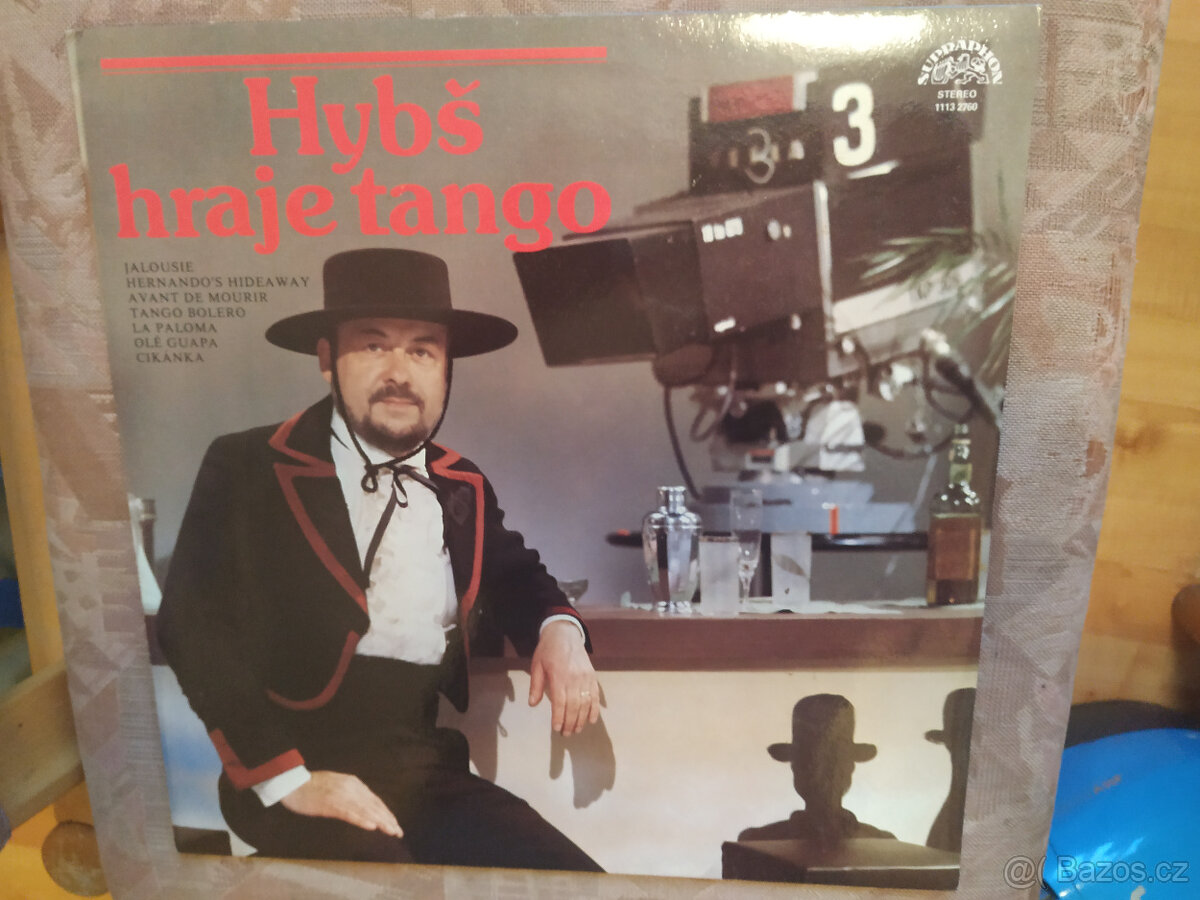 Hybš
hraje tango
JALOUSIE
HERNANDO'S HIDEAWAY
AVANT DE MOURIR
TANGO BOLERO
LA PALOMA
OLÉ GUAPA
CIKÁNKA
SUPRAPHON
STEREO
1113 2760
3
Bazos.cz